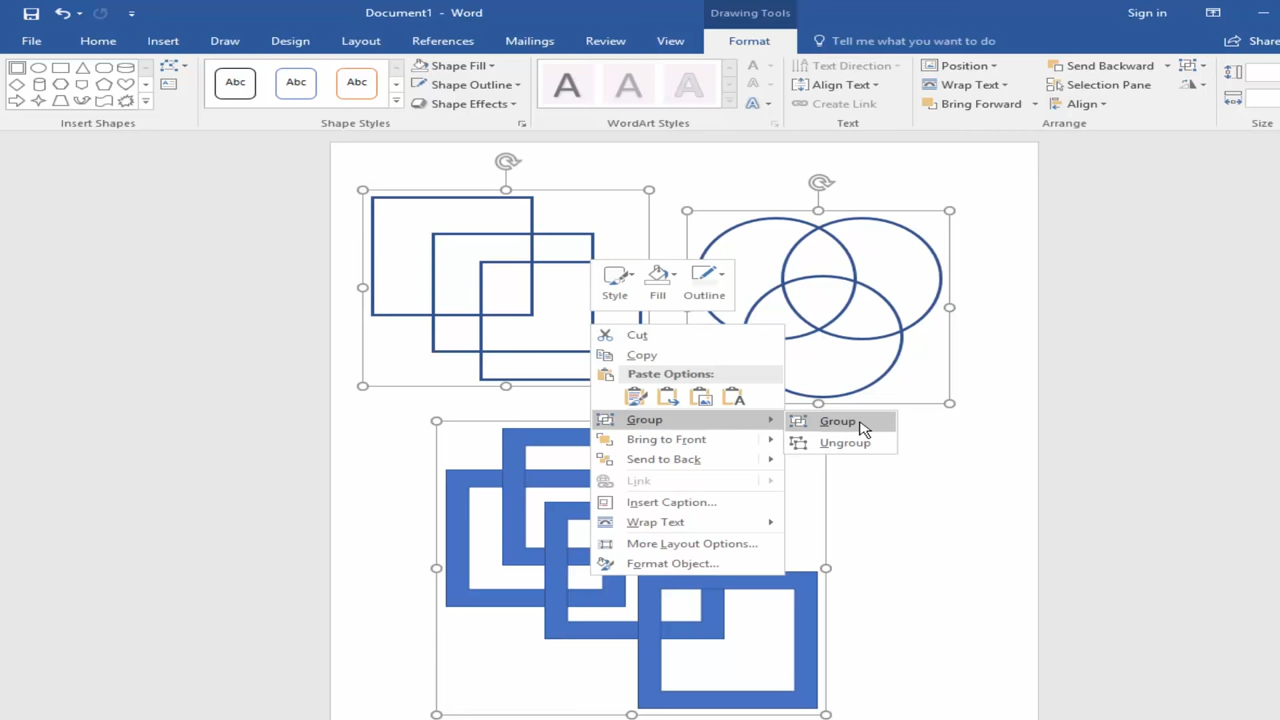 Document1 - Word
Drawing Tools
Sign in
File Home Insert Draw Design Layout References Mailings Review View Format Tell me what you want to do Share
Abc Abc Abc
Shape Fill
Shape Outline
Shape Effects
A A A
A
A
A
Text Direction
Align Text
Create Link
Position
Wrap Text
Bring Forward
Send Backward
Selection Pane
Align
Insert Shapes
Shape Styles
WordArt Styles
Text
Arrange
Size
Style Fill Outline
Cut
Copy
Paste Options:
A
Group
Bring to Front
Send to Back
Link
Insert Caption...
Wrap Text
More Layout Options...
Format Object...
Group
Ungroup